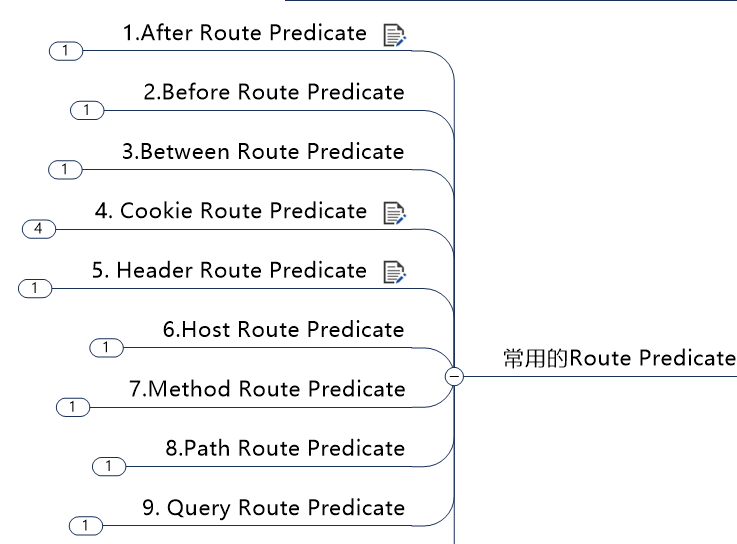 1.After Route Predicate
1
2.Before Route Predicate
1
3.Between Route Predicate
1
4. Cookie Route Predicate
4
5. Header Route Predicate
1
6.Host Route Predicate
1
常用的Route Predicate
7.Method Route Predicate
1
8.Path Route Predicate
1
9. Query Route Predicate
1